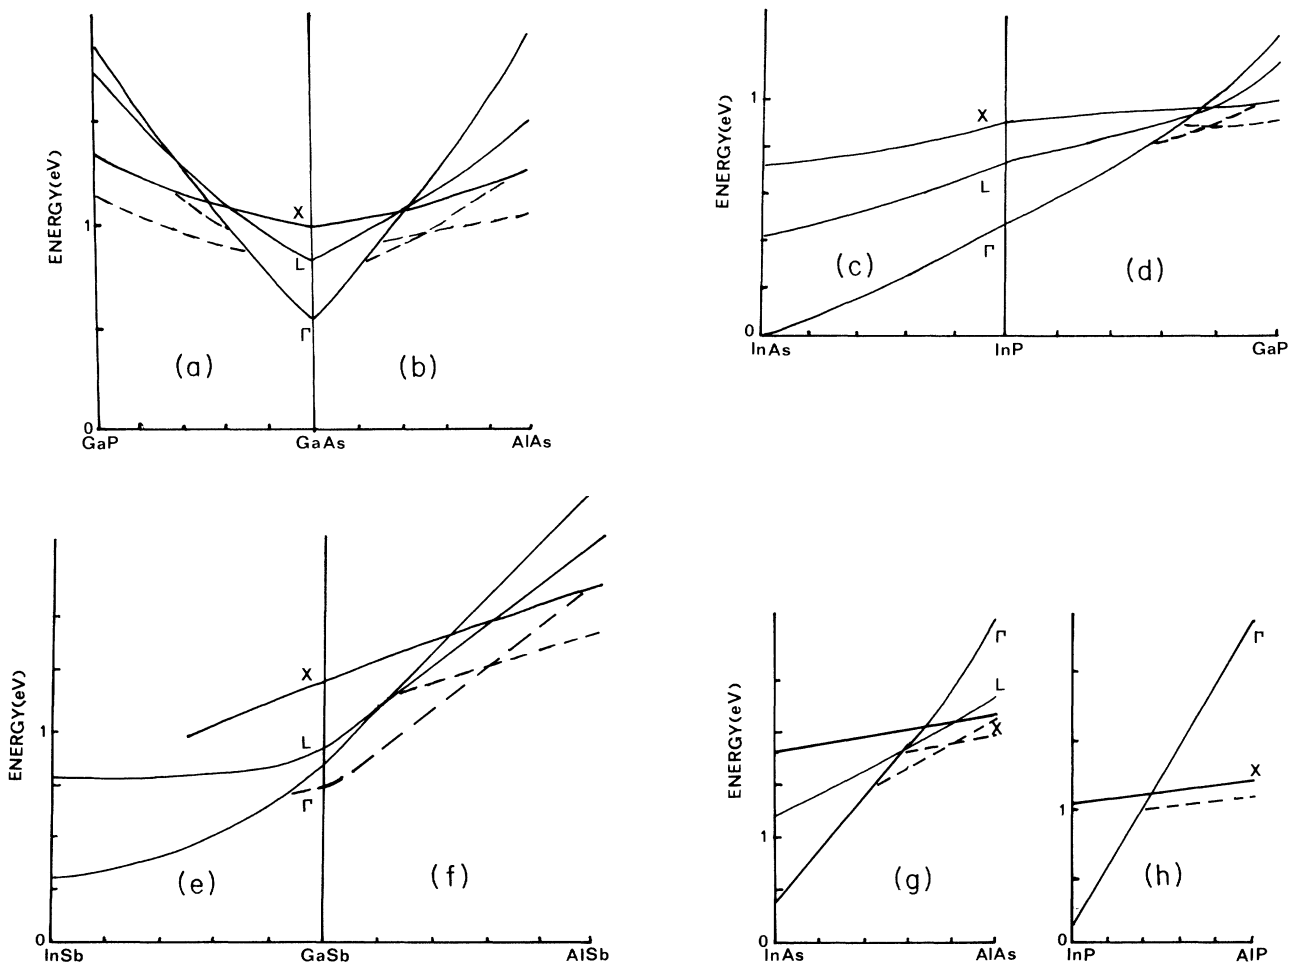 ENERGY(eV)
1
0
X
L
Γ
(a)
(b)
GaP
GaAs
AlAs
ENERGY(eV)
1
0
X
L
Γ
(c)
(d)
InAs
InP
GaP
ENERGY(eV)
1
0
X
L
Γ
(e)
(f)
InSb
GaSb
AlSb
ENERGY(eV)
1
0
Γ
L
X
(g)
InAs
AlAs
1
0
Γ
X
(h)
InP
AlP